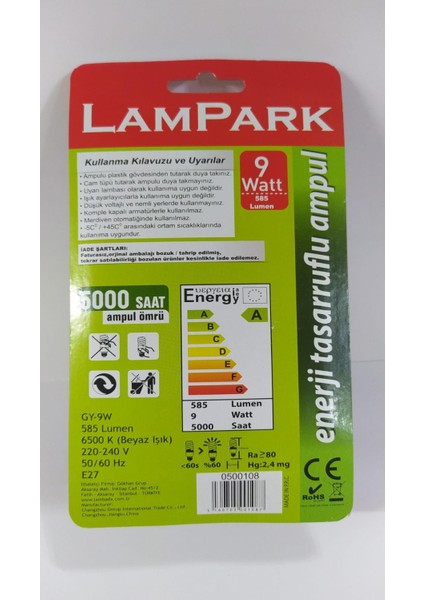 LAMPARK
Kullanma Kılavuzu ve Uyarılar
• Ampulu plastik gövdesinden tutarak duya takınız.
• Cam tüpü tutarak ampulu duya takmayınız.
• Uyarı lambası olarak kullanıma uygun değildir.
• Işık ayarlayıcılarla kullanıma uygun değildir.
• Düşük voltajlı ve nemli yerlerde kullanmayınız.
• Komple kapalı armatürlerle kullanılmaz.
• Merdiven otomatiğinde kullanılmaz.
• -5C° / +45C° arasındaki ortam sıcaklıklarında
kullanıma uygundur.
İADE ŞARTLARI:
Faturasız,orjinal ambalajı bozuk / tahrip edilmiş,
tekrar satılabilirliği bozulan ürünler kesinlikle iade edilemez.
9
Watt
585
Lumen
enerji tasarruflu ampul
5000 SAAT
ampul ömrü
Energy
A
B
C
D
E
F
G
A
585 Lumen
9 Watt
5000 Saat
GY-9W
585 Lumen
6500 K (Beyaz Işık)
220-240 V
50/60 Hz
E27
<60s
%60
Ra≥80
Hg:2,4 mg
0500108
CE
RoHS